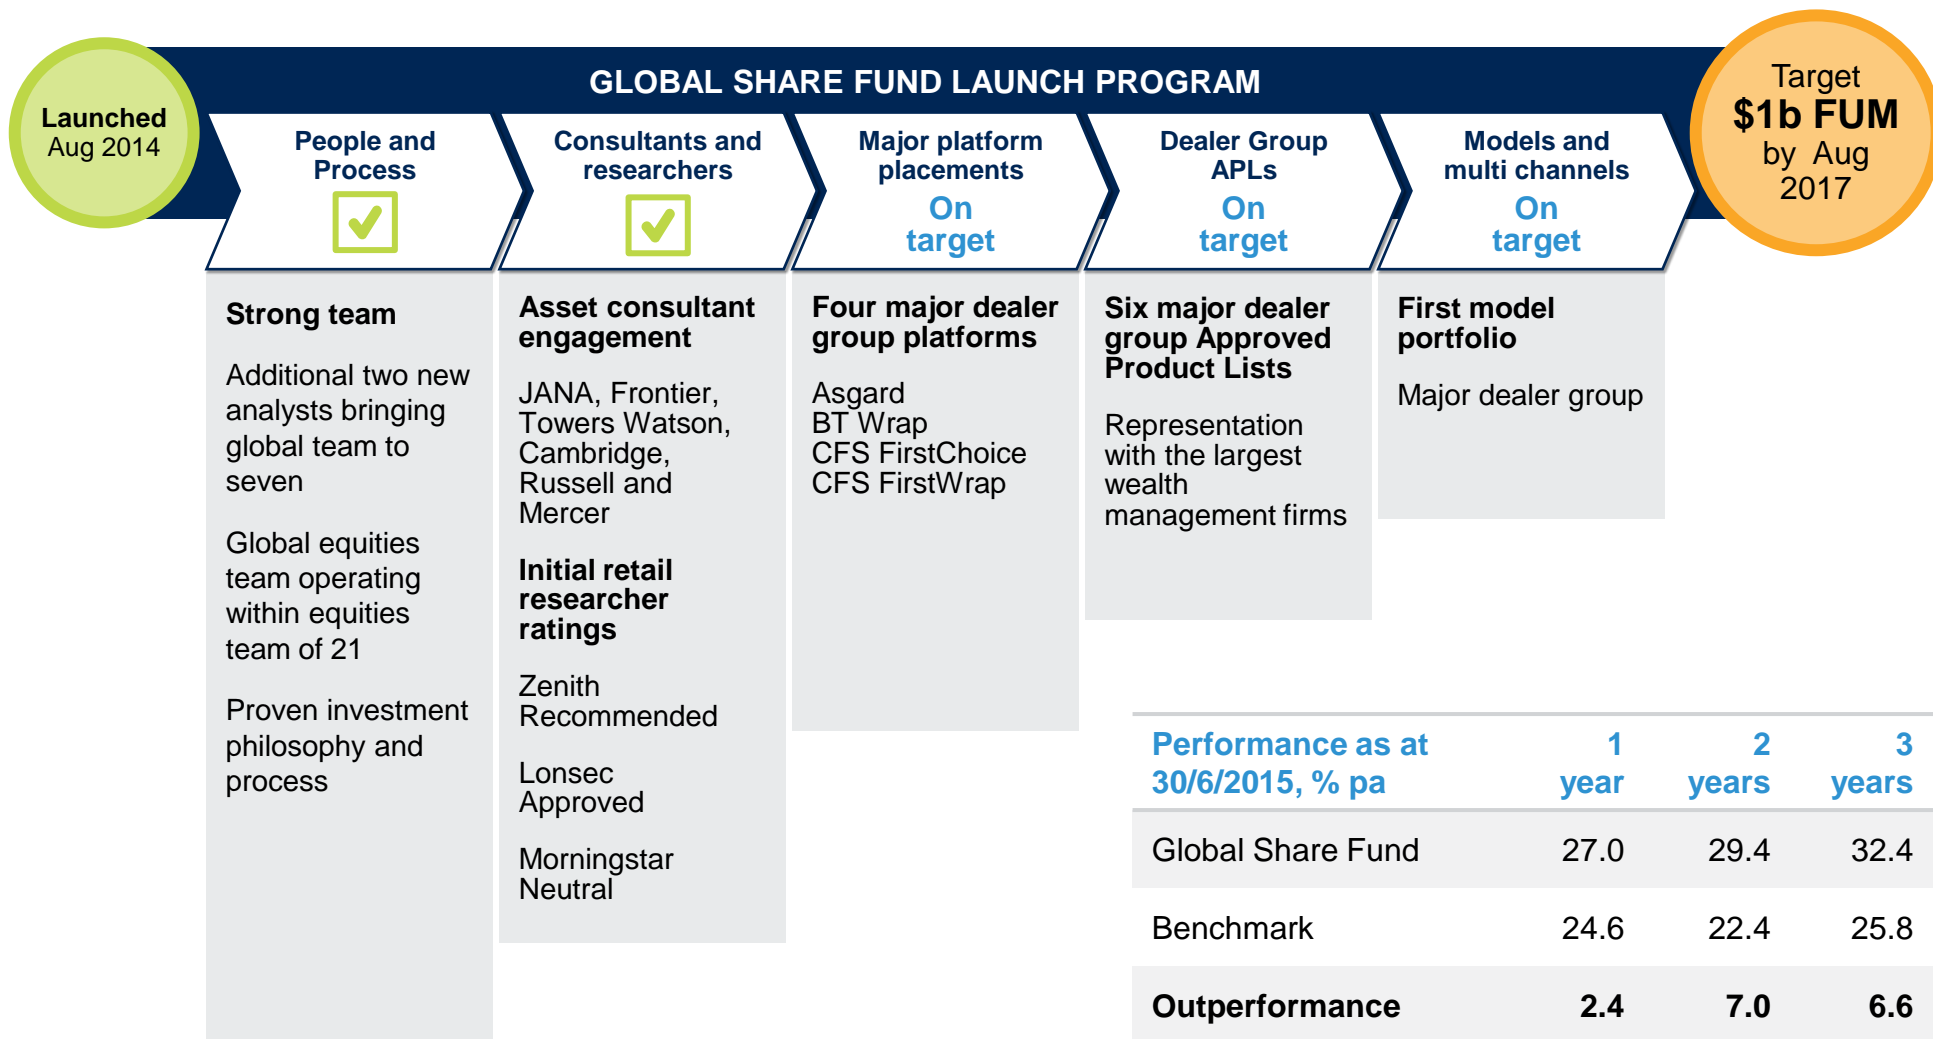 GLOBAL SHARE FUND LAUNCH PROGRAM
Launched
Aug 2014
People and
Process
Consultants and
researchers
Major platform
placements
On
target
Dealer Group
APLs
On
target
Models and
multi channels
On
target
Target
$1b FUM
by Aug
2017
Strong team
Additional two new
analysts bringing
global team to
seven
Global equities
team operating
within equities
team of 21
Proven investment
philosophy and
process
Asset consultant
engagement
JANA, Frontier,
Towers Watson,
Cambridge,
Russell and
Mercer
Initial retail
researcher
ratings
Zenith
Recommended
Lonsec
Approved
Morningstar
Neutral
Four major dealer
group platforms
Asgard
BT Wrap
CFS FirstChoice
CFS FirstWrap
Six major dealer
group Approved
Product Lists
Representation
with the largest
wealth
management firms
First model
portfolio
Major dealer group
Performance as at 1 2 3
30/6/2015, % pa year years years
Global Share Fund 27.0 29.4 32.4
Benchmark 24.6 22.4 25.8
Outperformance 2.4 7.0 6.6